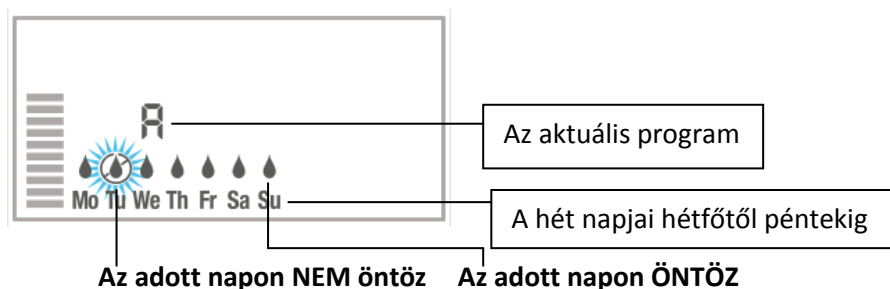 A
Az aktuális program
Mo Tu We Th Fr Sa Su
A hét napjai hétfőtől péntekig
Az adott napon NEM öntöz Az adott napon ÖNTÖZ